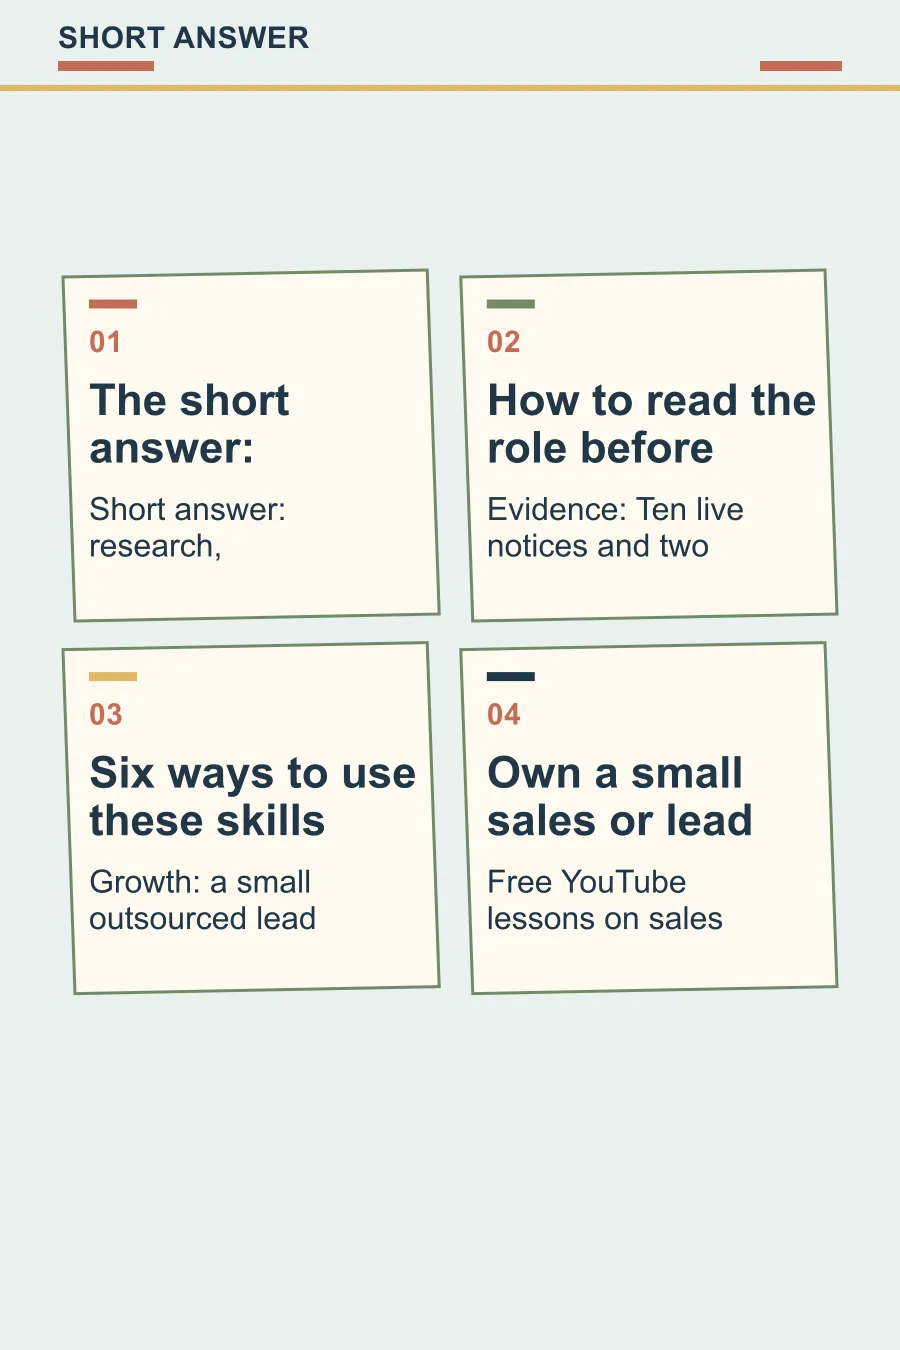 SHORT ANSWER
01
The short
answer:
Short answer:
research,
02
How to read the
role before
Evidence: Ten live
notices and two
03
Six ways to use
these skills
Growth: a small
outsourced lead
04
Own a small
sales or lead
Free YouTube
lessons on sales